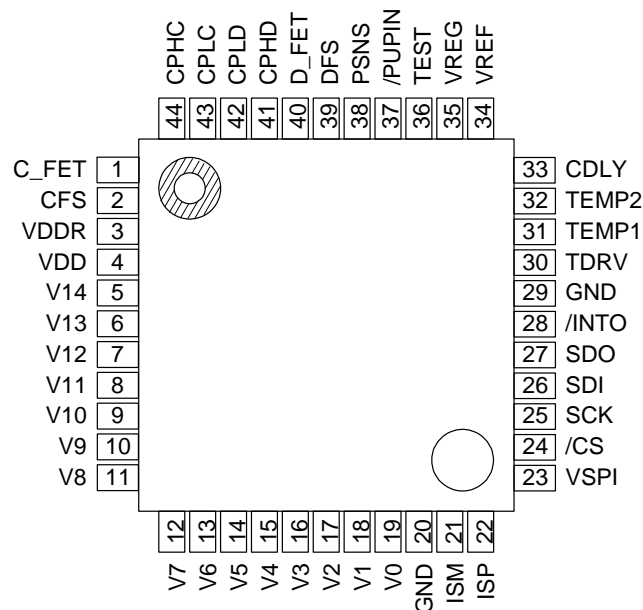 CPHC CPLC CPLD CPHD D_FET DFS PSNS /PUPIN TEST VREG VREF
44 43 42 41 40 39 38 37 36 35 34
C_FET 1 33 CDLY
CFS 2 32 TEMP2
VDDR 3 31 TEMP1
VDD 4 30 TDRV
V14 5 29 GND
V13 6 28 /INTO
V12 7 27 SDO
V11 8 26 SDI
V10 9 25 SCK
V9 10 24 /CS
V8 11 23 VSPI
12 13 14 15 16 17 18 19 20 21 22
V7 V6 V5 V4 V3 V2 V1 V0 GND ISM ISP